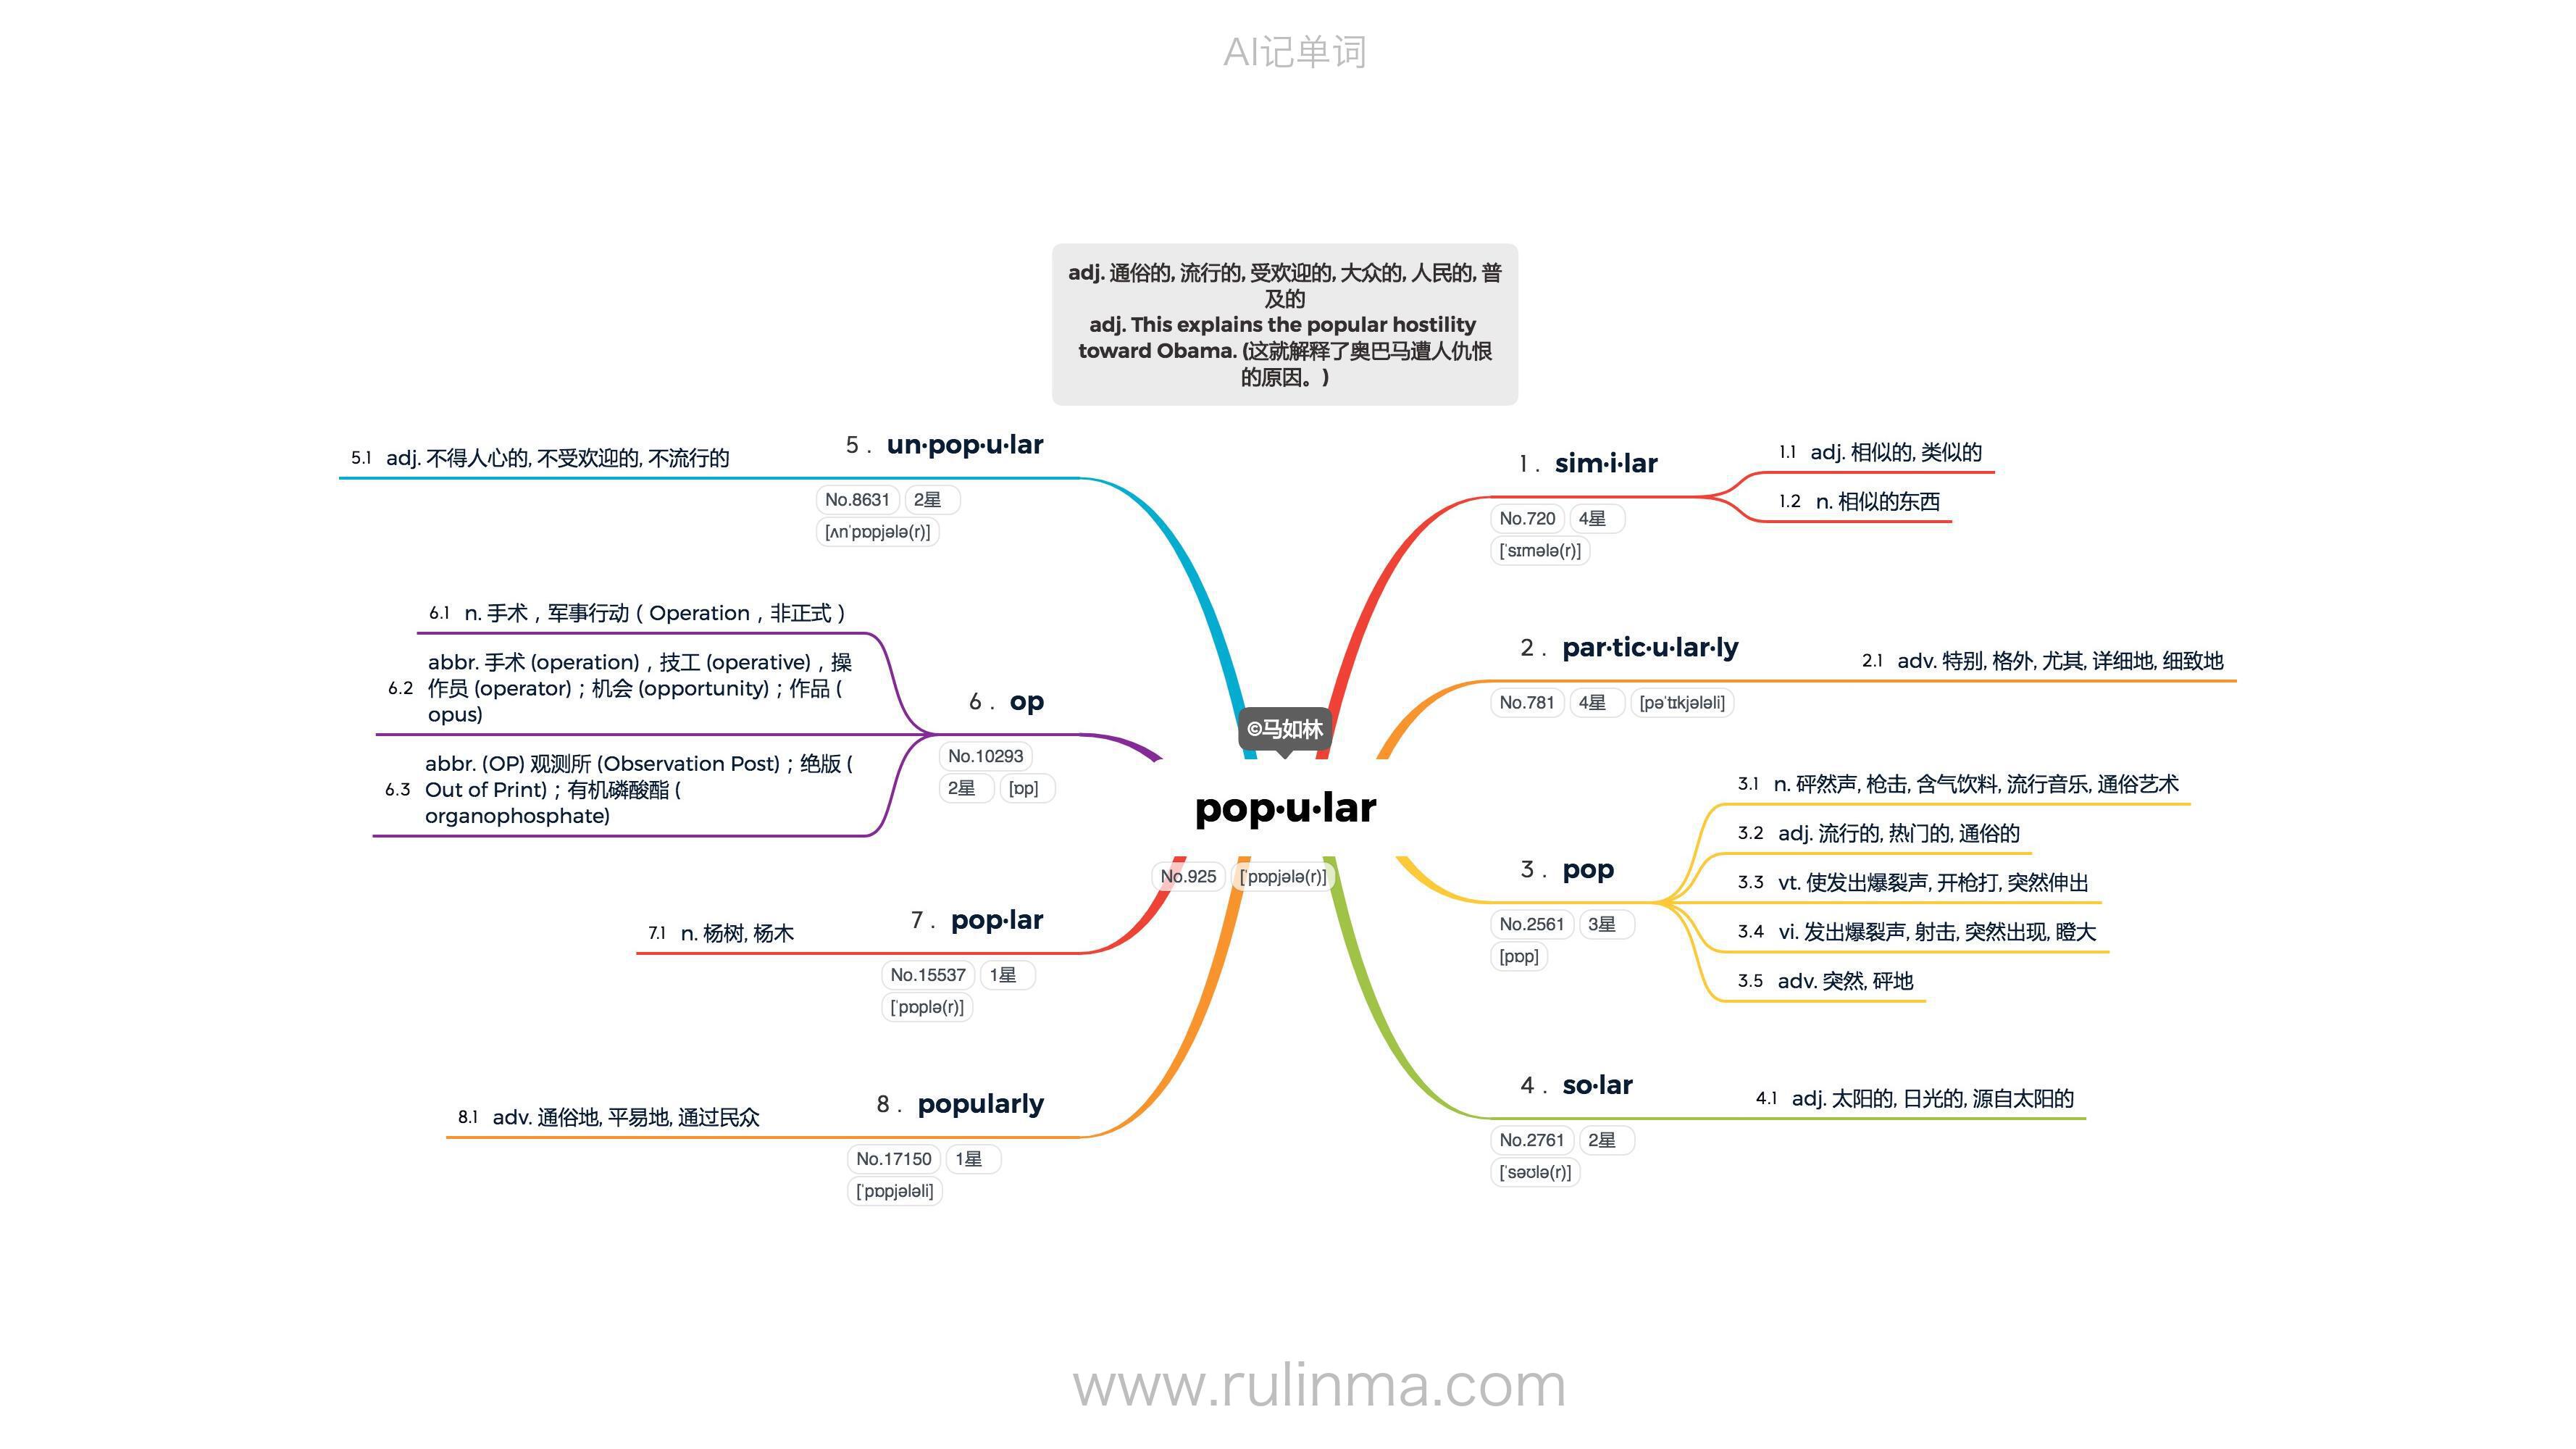 AI记单词
adj. 通俗的, 流行的, 受欢迎的, 大众的, 人民的, 普
及的
adj. This explains the popular hostility
toward Obama. (这就解释了奥巴马遭人仇恨
的原因。)
©马如林
pop·u·lar
No.925 [ˈpɒpjələ(r)]
1. sim·i·lar
No.720 4星
[ˈsɪmələ(r)]
1.1 adj. 相似的, 类似的
1.2 n. 相似的东西
2. par·tic·u·lar·ly
No.781 4星 [pəˈtɪkjələli]
2.1 adv. 特别, 格外, 尤其, 详细地, 细致地
3. pop
No.2561 3星
[pɒp]
3.1 n. 砰然声, 枪击, 含气饮料, 流行音乐, 通俗艺术
3.2 adj. 流行的, 热门的, 通俗的
3.3 vt. 使发出爆裂声, 开枪打, 突然伸出
3.4 vi. 发出爆裂声, 射击, 突然出现, 瞪大
3.5 adv. 突然, 砰地
4. so·lar
No.2761 2星
[ˈsəʊlə(r)]
4.1 adj. 太阳的, 日光的, 源自太阳的
5. un·pop·u·lar
No.8631 2星
[ʌnˈpɒpjələ(r)]
5.1 adj. 不得人心的, 不受欢迎的, 不流行的
6. op
No.10293
2星 [ɒp]
6.1 n. 手术，军事行动（Operation，非正式）
6.2 abbr. 手术 (operation)，技工 (operative)，操
作员 (operator)；机会 (opportunity)；作品 (
opus)
6.3 abbr. (OP) 观测所 (Observation Post)；绝版 (
Out of Print)；有机磷酸酯 (
organophosphate)
7. pop·lar
No.15537 1星
[ˈpɒplə(r)]
7.1 n. 杨树, 杨木
8. popularly
No.17150 1星
[ˈpɒpjələli]
8.1 adv. 通俗地, 平易地, 通过民众
www.rulinma.com